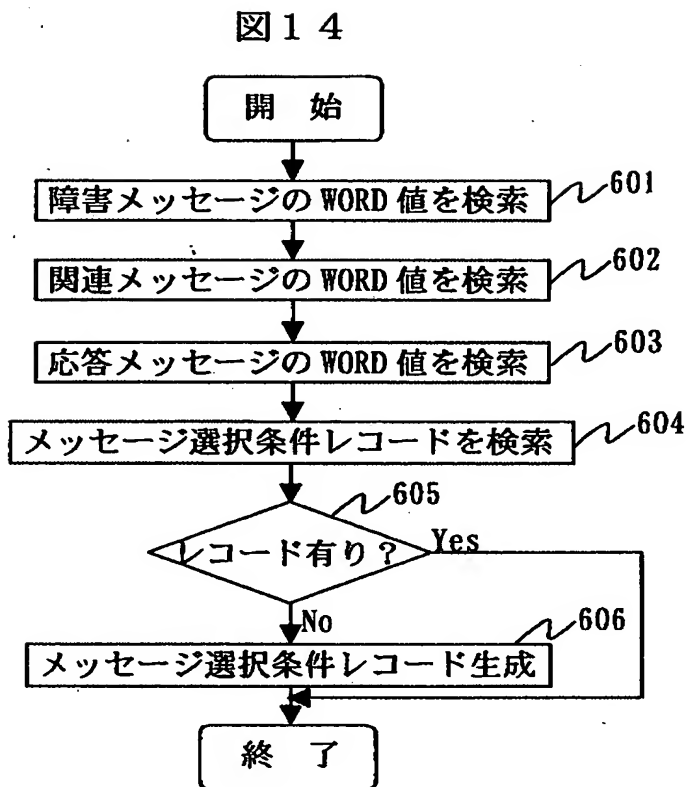 図14
開 始
障害メッセージの WORD 値を検索
601
関連メッセージの WORD 値を検索
602
応答メッセージの WORD 値を検索
603
メッセージ選択条件レコードを検索
604
605
レコード有り？
Yes
No
606
メッセージ選択条件レコード生成
終 了